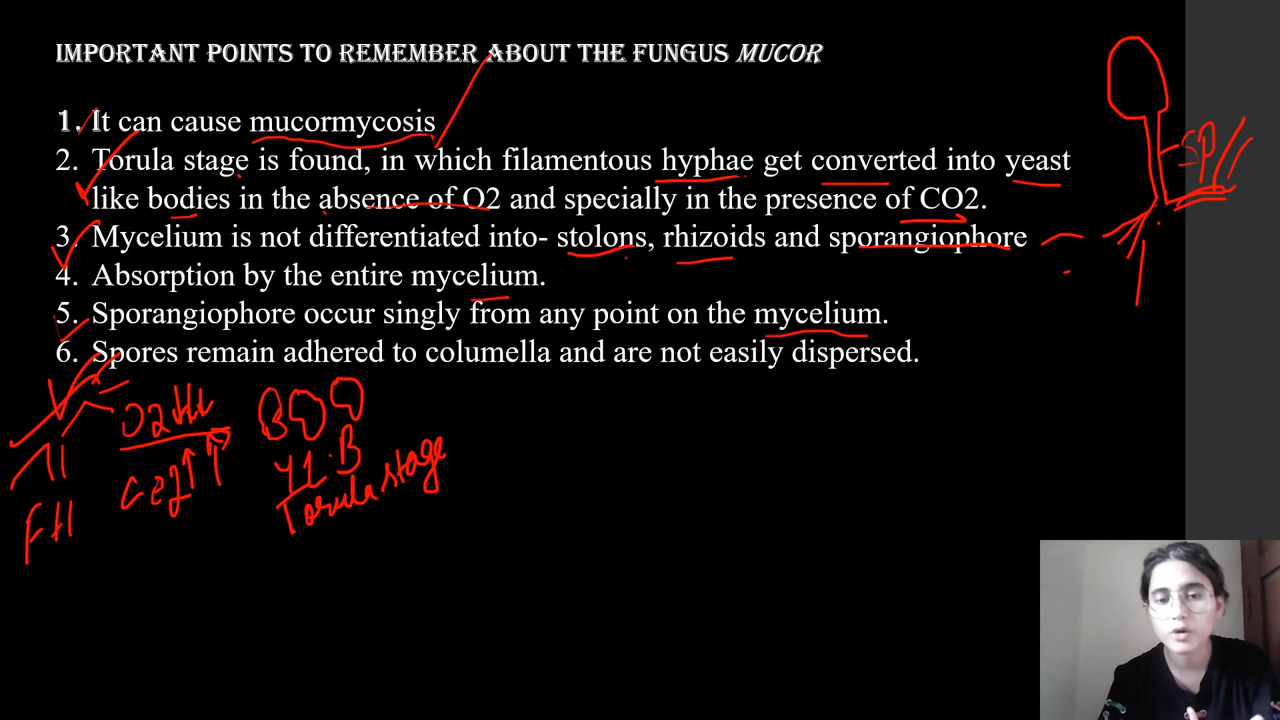 IMPORTANT POINTS TO REMEMBER ABOUT THE FUNGUS MUCOR
1. It can cause mucormycosis
2. Torula stage is found, in which filamentous hyphae get converted into yeast
like bodies in the absence of O2 and specially in the presence of CO2.
3. Mycelium is not differentiated into- stolons, rhizoids and sporangiophore
4. Absorption by the entire mycelium.
5. Sporangiophore occur singly from any point on the mycelium.
6. Spores remain adhered to columella and are not easily dispersed.
SP
O2
FH
Y L B
Torula stage